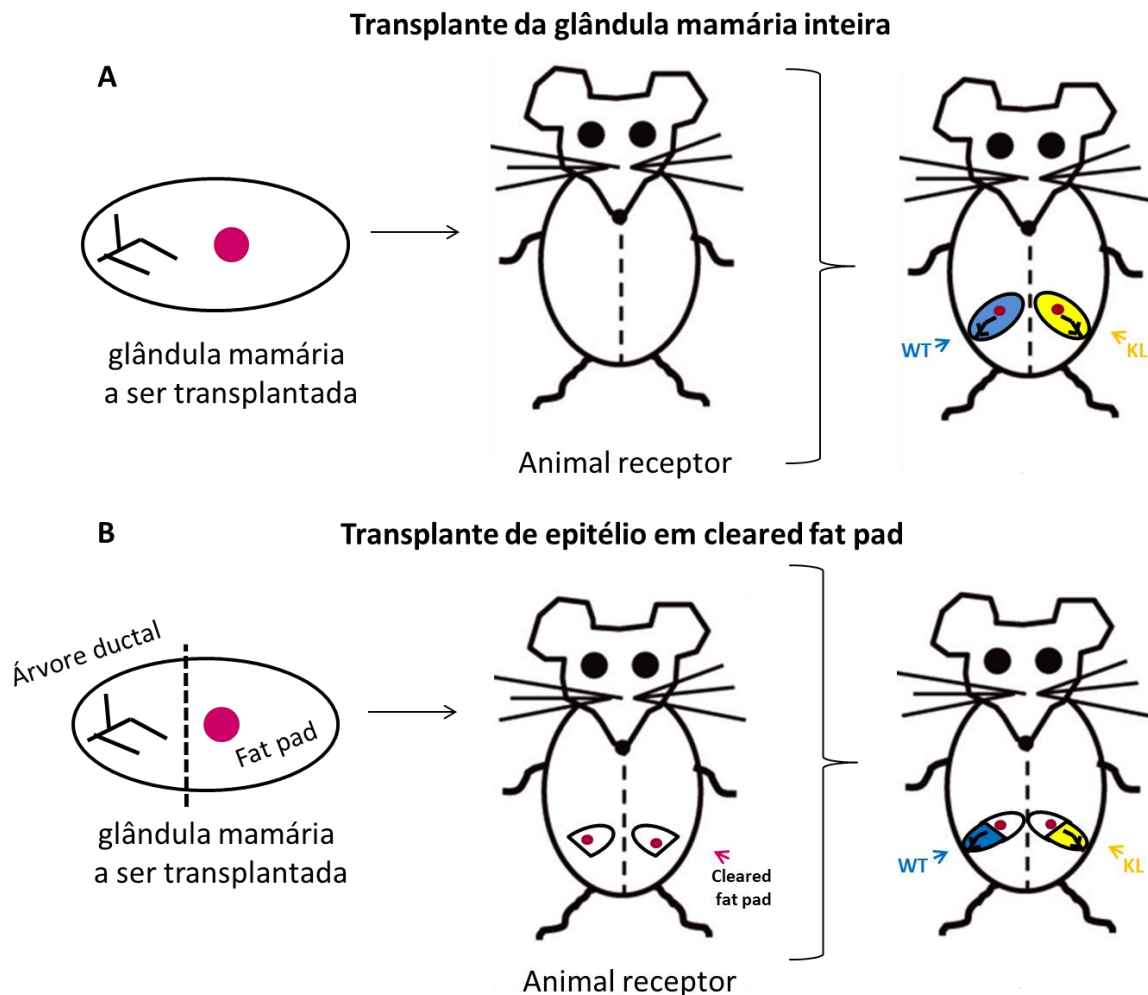 Transplante da glândula mamária inteira
A
glândula mamária
a ser transplantada
Animal receptor
WT
KL
B
Transplante de epitélio em cleared fat pad
Árvore ductal
Fat pad
glândula mamária
a ser transplantada
Cleared
fat pad
Animal receptor
WT
KL